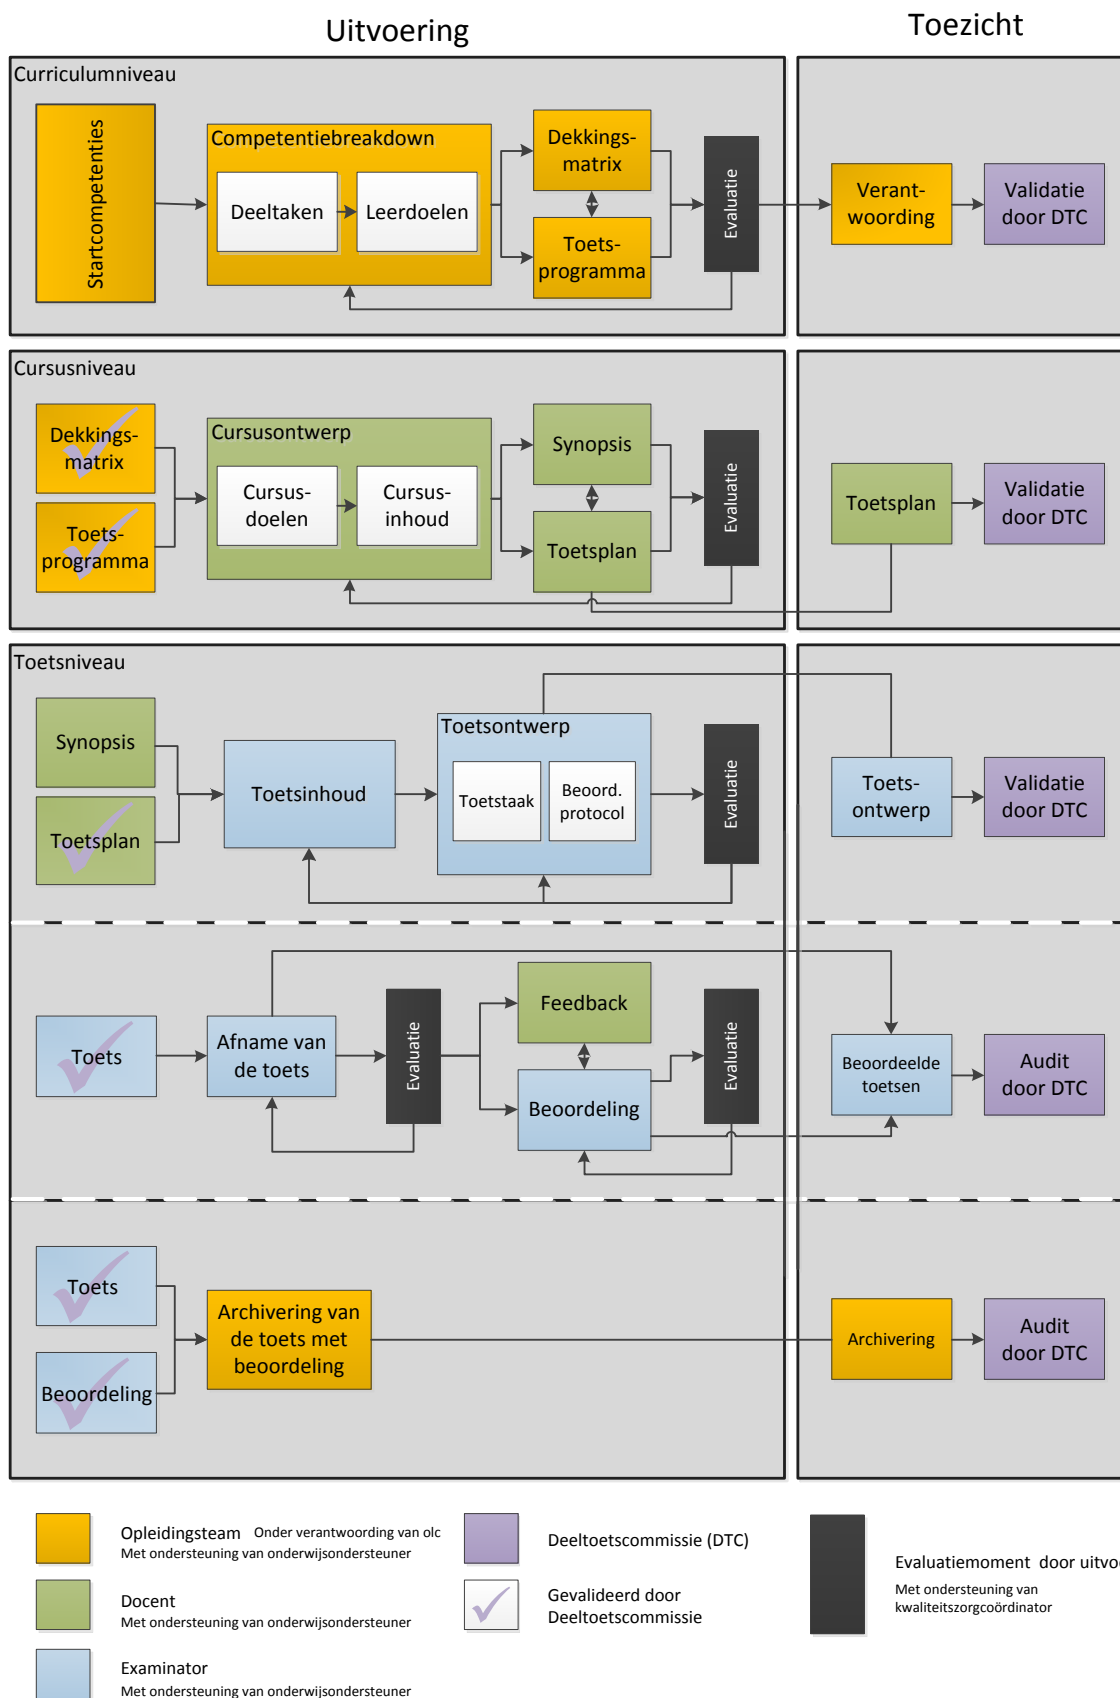 Uitvoering
Toezicht
Curriculumniveau
Startcompetenties
Competentiebreakdown
Deeltaken
Leerdoelen
Dekkings-
matrix
Toets-
programma
Evaluatie
Verant-
woording
Validatie
door DTC
Cursusniveau
Dekkings-
matrix
Toets-
programma
Cursusontwerp
Cursus-
doelen
Cursus-
inhoud
Synopsis
Toetsplan
Evaluatie
Toetsplan
Validatie
door DTC
Toetsniveau
Synopsis
Toetsplan
Toetsinhoud
Toetsontwerp
Toetstaak
Beoord.
protocol
Evaluatie
Toets-
ontwerp
Validatie
door DTC
Toets
Afname van
de toets
Evaluatie
Feedback
Beoordeling
Evaluatie
Beoordeelde
toetsen
Audit
door DTC
Toets
Beoordeling
Archivering van
de toets met
beoordeling
Archivering
Audit
door DTC
Opleidingsteam Onder verantwoording van olc
Met ondersteuning van onderwijsondersteuner
Docent
Met ondersteuning van onderwijsondersteuner
Examinator
Met ondersteuning van onderwijsondersteuner
Deeltoetscommissie (DTC)
Gevalideerd door
Deeltoetscommissie
Evaluatiemoment door
Met ondersteuning van
kwaliteitszorgcoördinator